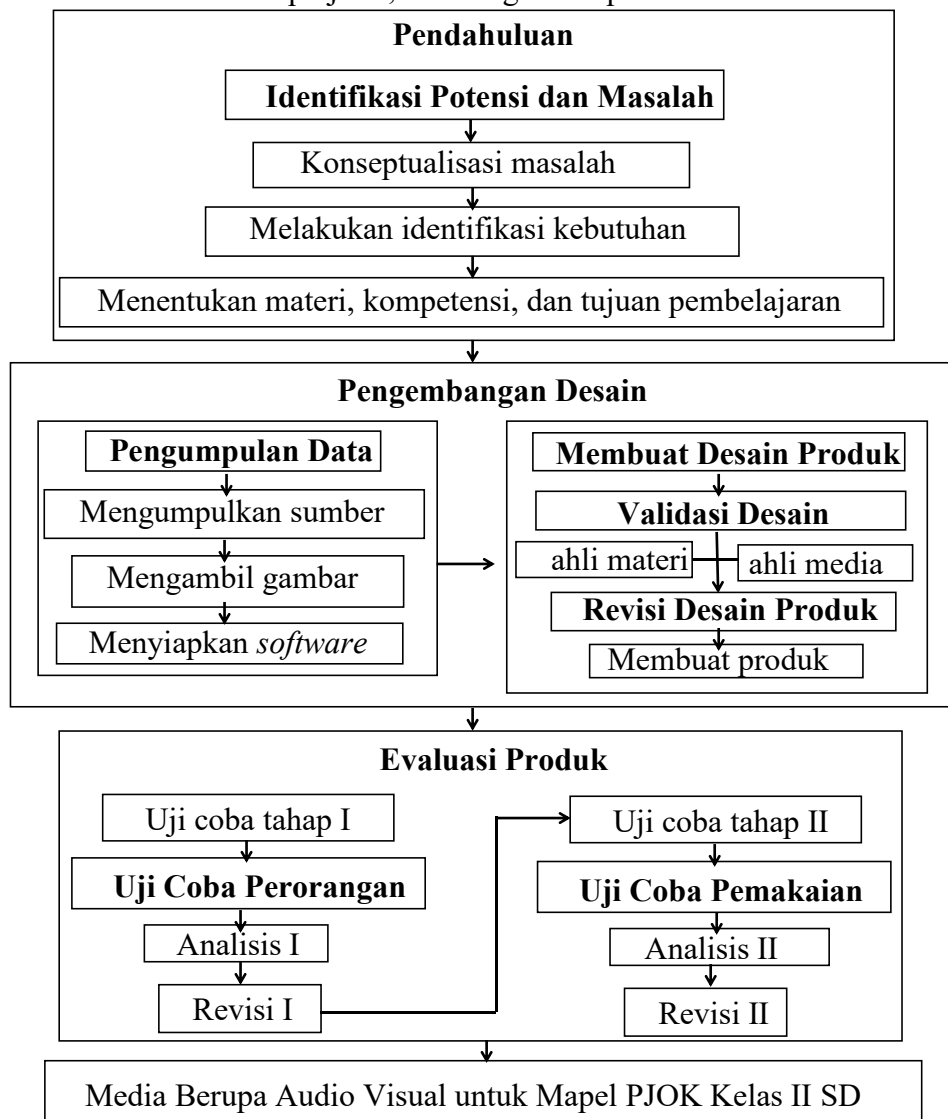 Pendahuluan
Identifikasi Potensi dan Masalah
Konseptualisasi masalah
Melakukan identifikasi kebutuhan
Menentukan materi, kompetensi, dan tujuan pembelajaran
Pengembangan Desain
Pengumpulan Data
Mengumpulkan sumber
Mengambil gambar
Menyiapkan software
Membuat Desain Produk
Validasi Desain
ahli materi
ahli media
Revisi Desain Produk
Membuat produk
Evaluasi Produk
Uji coba tahap I
Uji Coba Perorangan
Analisis I
Revisi I
Uji coba tahap II
Uji Coba Pemakaian
Analisis II
Revisi II
Media Berupa Audio Visual untuk Mapel PJOK Kelas II SD